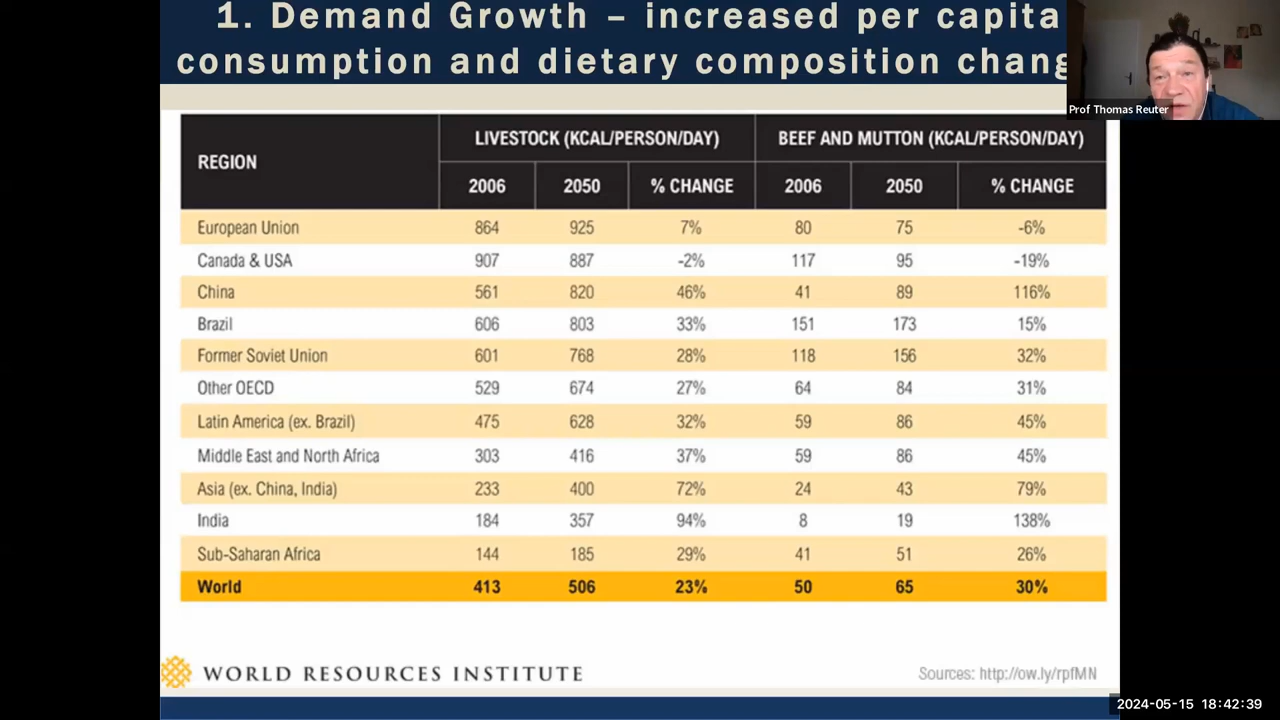 1. Demand Growth – increased per capita
consumption and dietary composition chang
Prof Thomas Reuter
REGION LIVESTOCK (KCAL/PERSON/DAY) BEEF AND MUTTON (KCAL/PERSON/DAY)
2006 2050 % CHANGE 2006 2050 % CHANGE
European Union 864 925 7% 80 75 -6%
Canada & USA 907 887 -2% 117 95 -19%
China 561 820 46% 41 89 116%
Brazil 606 803 33% 151 173 15%
Former Soviet Union 601 768 28% 118 156 32%
Other OECD 529 674 27% 64 84 31%
Latin America (ex. Brazil) 475 628 32% 59 86 45%
Middle East and North Africa 303 416 37% 59 86 45%
Asia (ex. China, India) 233 400 72% 24 43 79%
India 184 357 94% 8 19 138%
Sub-Saharan Africa 144 185 29% 41 51 26%
World 413 506 23% 50 65 30%
WORLD RESOURCES INSTITUTE
Sources: http://ow.ly/rpfMN
2024-05-15 18:42:39